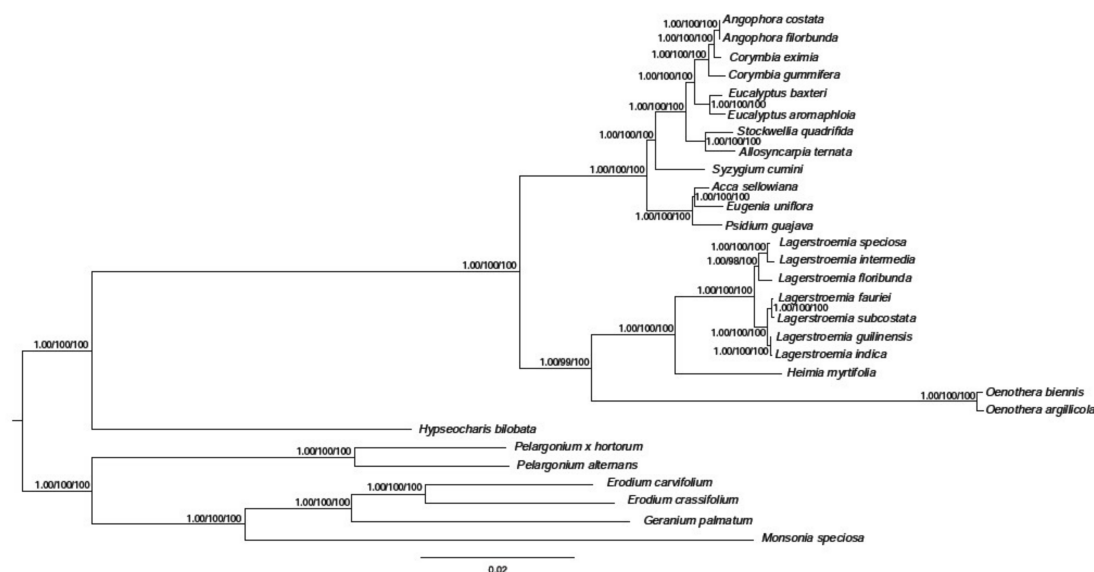 1.00/100/100 Angophora costata
1.00/100/100 Angophora filorbunda
1.00/100/100 Corymbia eximia
1.00/100/100 Corymbia gummifera
Eucalyptus baxteri
1.00/100/100
Eucalyptus aromaphloia
1.00/100/100
Stockwellia quadrifida
1.00/100/100
1.00/100/100
Allosyncarpia ternata
1.00/100/100 Syzygium cumini
Acca sellowiana
1.00/100/100
Eugenia uniflora
1.00/100/100
Psidium guajava
1.00/100/100 Lagerstroemia speciosa
1.00/98/100 Lagerstroemia intermedia
1.00/100/100
Lagerstroemia floribunda
1.00/100/100
Lagerstroemia fauriei
1.00/100/100
Lagerstroemia subcostata
1.00/100/100
1.00/100/100 Lagerstroemia guilinensis
1.00/100/100 Lagerstroemia indica
1.00/100/100
1.00/99/100
Heimia myrtifolia
1.00/100/100 Oenothera biennis
Oenothera argillicola
Hypseocharis bilobata
1.00/100/100 Pelargonium x hortorum
Pelargonium alternans
1.00/100/100
1.00/100/100 Erodium carvifolium
1.00/100/100 Erodium crassifolium
1.00/100/100 Geranium palmatum
Monsonia speciosa
0.02